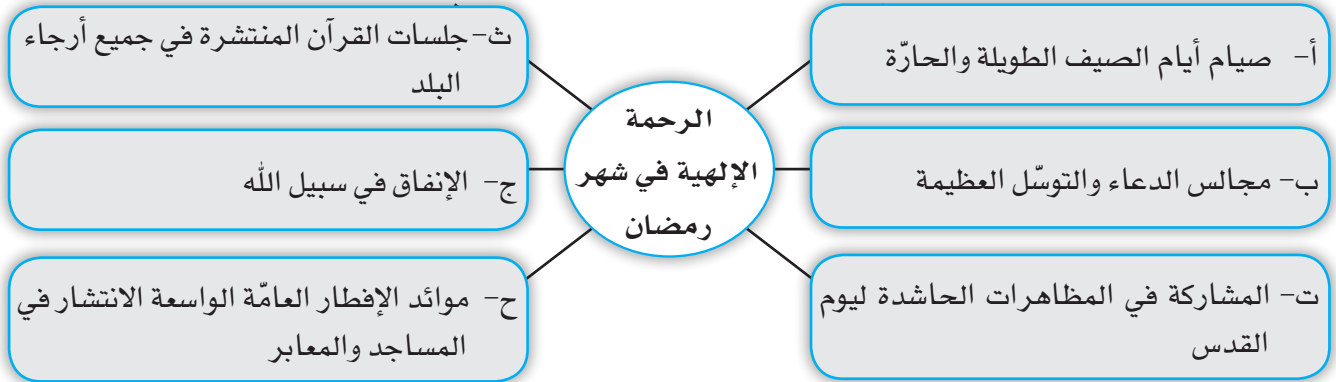 أ- صيام أيام الصيف الطويلة والحارّة
ب- مجالس الدعاء والتوسّل العظيمة
ت- المشاركة في المظاهرات الحاشدة ليوم
القدس
الرحمة
الإلهية في شهر
رمضان
ث- جلسات القرآن المنتشرة في جميع أرجاء
البلد
ج- الإنفاق في سبيل الله
ح- موائد الإفطار العامّة الواسعة الانتشار في
المساجد والمعابر